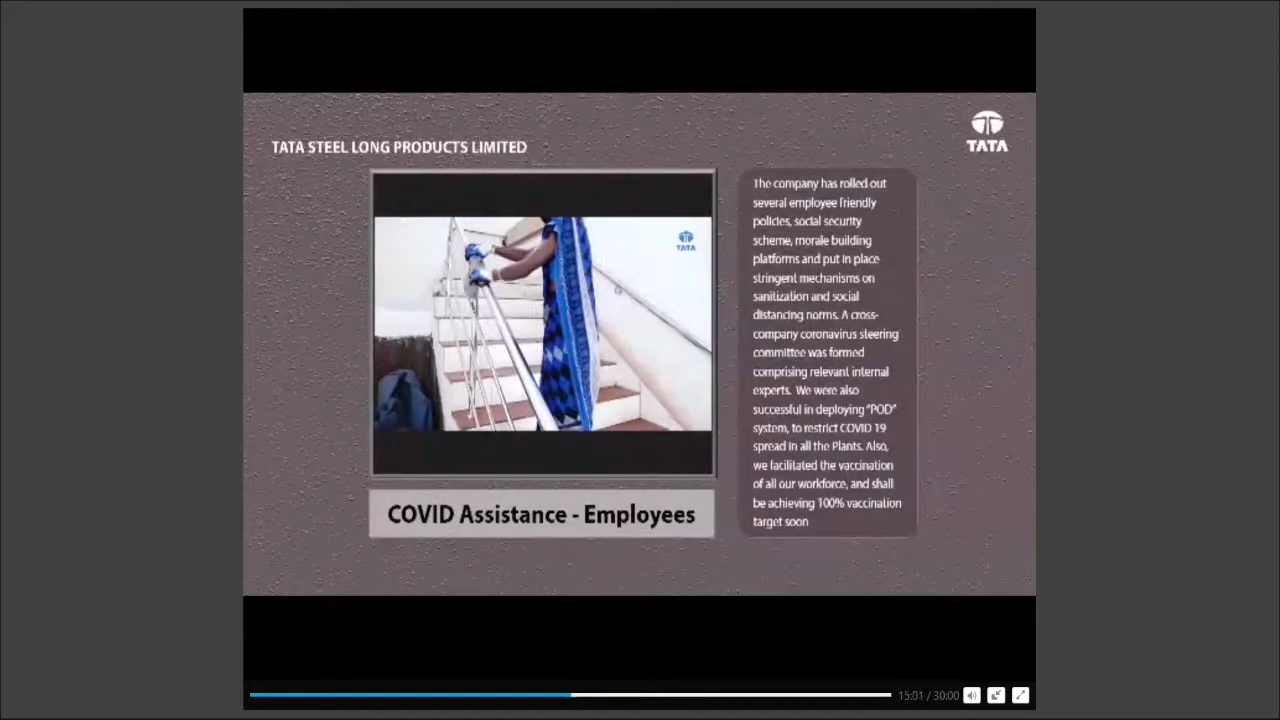 TATA
TATA STEEL LONG PRODUCTS LIMITED
TATA
The company has rolled out
several employee friendly
policies, social security
scheme, morale building
platforms and put in place
stringent mechanisms on
sanitization and social
distancing norms. A cross-
company coronavirus steering
committee was formed
comprising relevant internal
experts. We were also
successful in deploying “POD”
system, to restrict COVID 19
spread in all the Plants. Also,
we facilitated the vaccination
of all our workforce, and shall
be achieving 100% vaccination
target soon
COVID Assistance - Employees
15:01 / 30:00